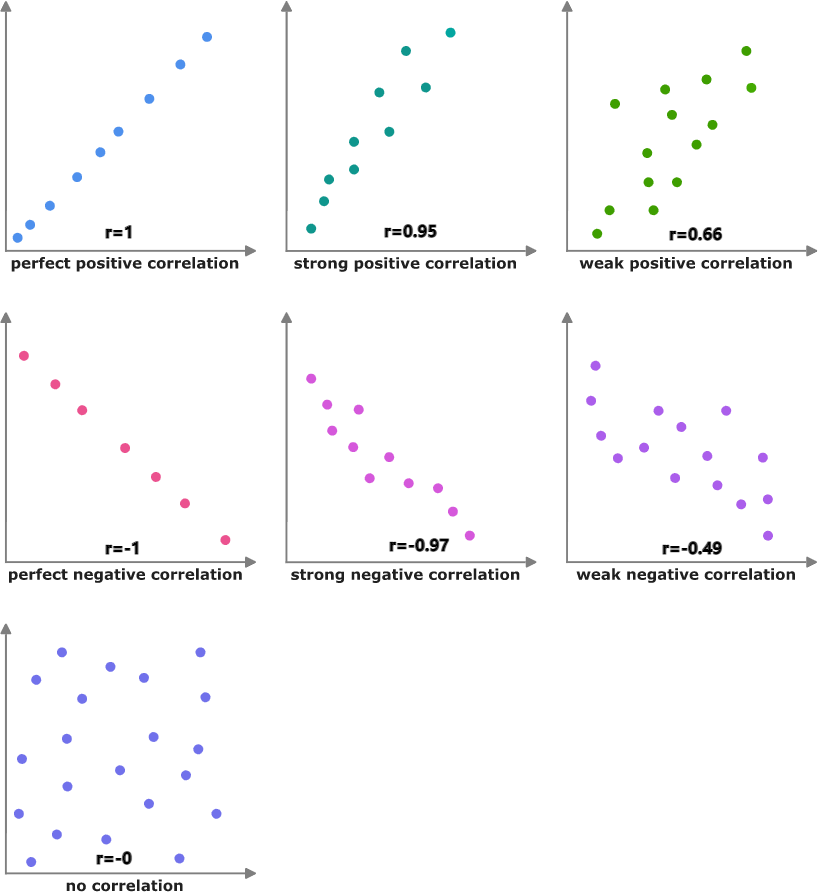 r=1
perfect positive correlation
r=0.95
strong positive correlation
r=0.66
weak positive correlation
r=-1
perfect negative correlation
r=-0.97
strong negative correlation
r=-0.49
weak negative correlation
r=-0
no correlation